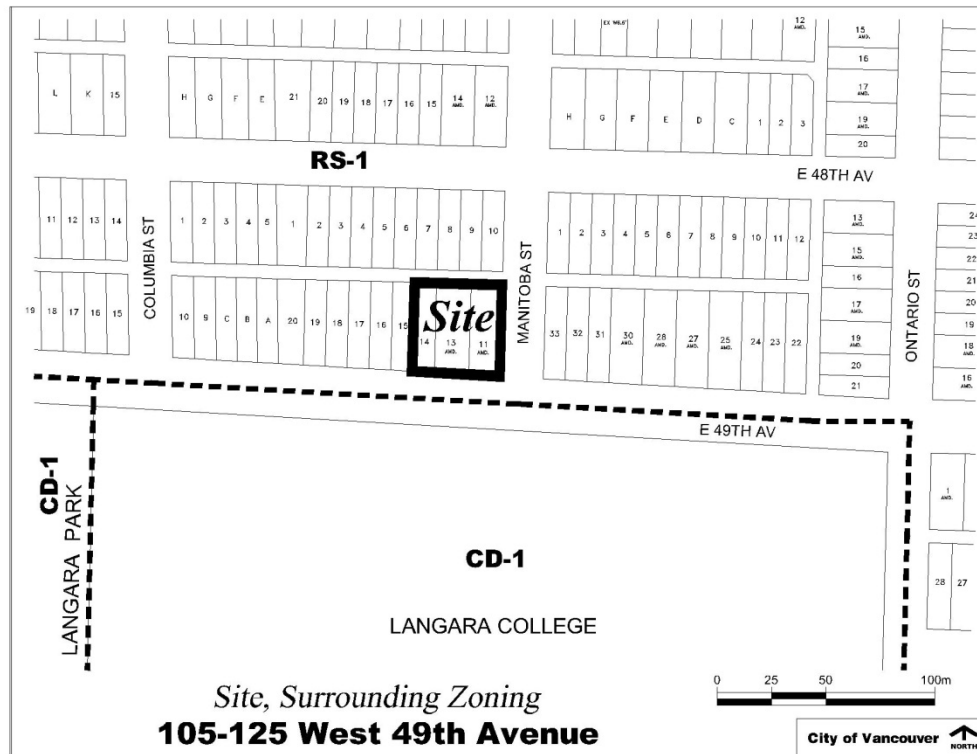 EX W6.6'
12
AMD.
15
AMD.
L K 15
H G F E 21 20 19 18 17 16 15 14 12
AMD. AMD.
H G F E D C 1 2 3
16
17
AMD.
19
AMD.
20
RS-1
E 48TH AV
11 12 13 14
COLUMBIA ST
1 2 3 4 5 1 2 3 4 5 6 7 8 9 10
MANITOBA ST
1 2 3 4 5 6 7 8 9 10 11 12
13
AMD.
15
AMD.
16
17
AMD.
19
AMD.
20
21
ONTARIO ST
24
23
22
21
20
19
18
AMD.
16
AMD.
19 18 17 16 15
10 9 C B A 20 19 18 17 16 15
Site
14 13 11
AMD. AMD.
33 32 31 30 28 27 25 24 23 22
AMD. AMD. AMD. AMD.
E 49TH AV
CD-1
LANGARA PARK
CD-1
LANGARA COLLEGE
1
AMD.
28 27
Site, Surrounding Zoning
105-125 West 49th Avenue
0 25 50 100m
City of Vancouver
NORTH